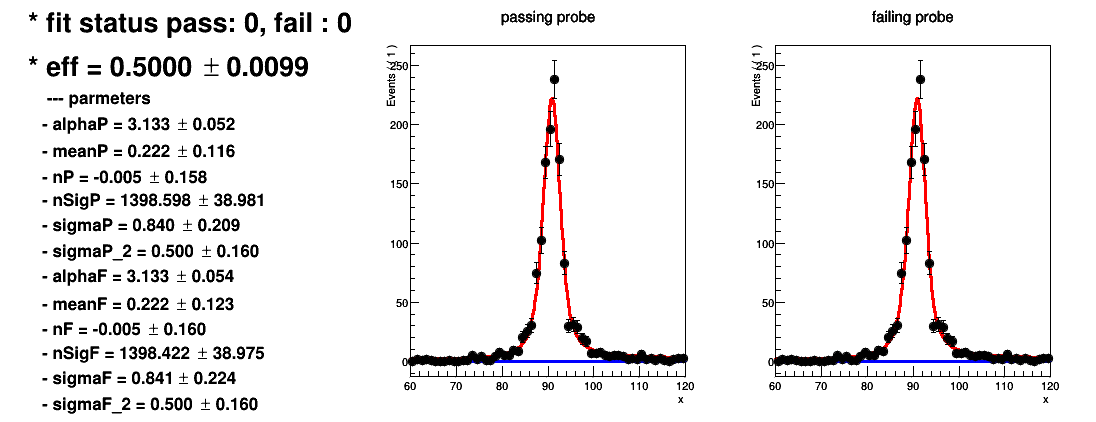 * fit status pass: 0, fail : 0
* eff = 0.5000 ± 0.0099
--- parmeters
- alphaP = 3.133 ± 0.052
- meanP = 0.222 ± 0.116
- nP = -0.005 ± 0.158
- nSigP = 1398.598 ± 38.981
- sigmaP = 0.840 ± 0.209
- sigmaP_2 = 0.500 ± 0.160
- alphaF = 3.133 ± 0.054
- meanF = 0.222 ± 0.123
- nF = -0.005 ± 0.160
- nSigF = 1398.422 ± 38.975
- sigmaF = 0.841 ± 0.224
- sigmaF_2 = 0.500 ± 0.160
passing probe
Events / ( 1 )
250
200
150
100
50
0
60 70 80 90 100 110 120
x
failing probe
Events / ( 1 )
250
200
150
100
50
0
60 70 80 90 100 110 120
x